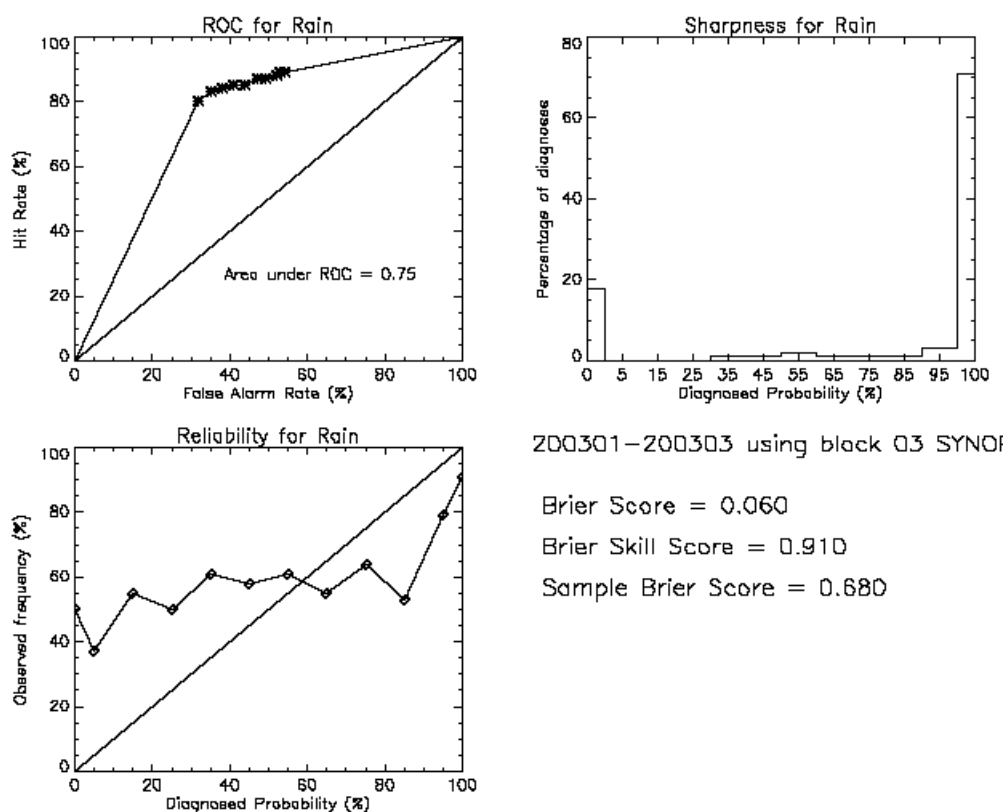 ROC for Rain
100
80
60
40
20
0
Hit Rate (%)
Area under ROC = 0.75
0 20 40 60 80 100
False Alarm Rate (%)
Sharpness for Rain
80
60
40
20
0
Percentage of diagnoses
0 5 15 25 35 45 55 65 75 85 95 100
Diagnosed Probability (%)
Reliability for Rain
100
80
60
40
20
0
Observed frequency (%)
0 20 40 60 80 100
Diagnosed Probability (%)
200301-200303 using block 03 SYNOP
Brier Score = 0.060
Brier Skill Score = 0.910
Sample Brier Score = 0.680